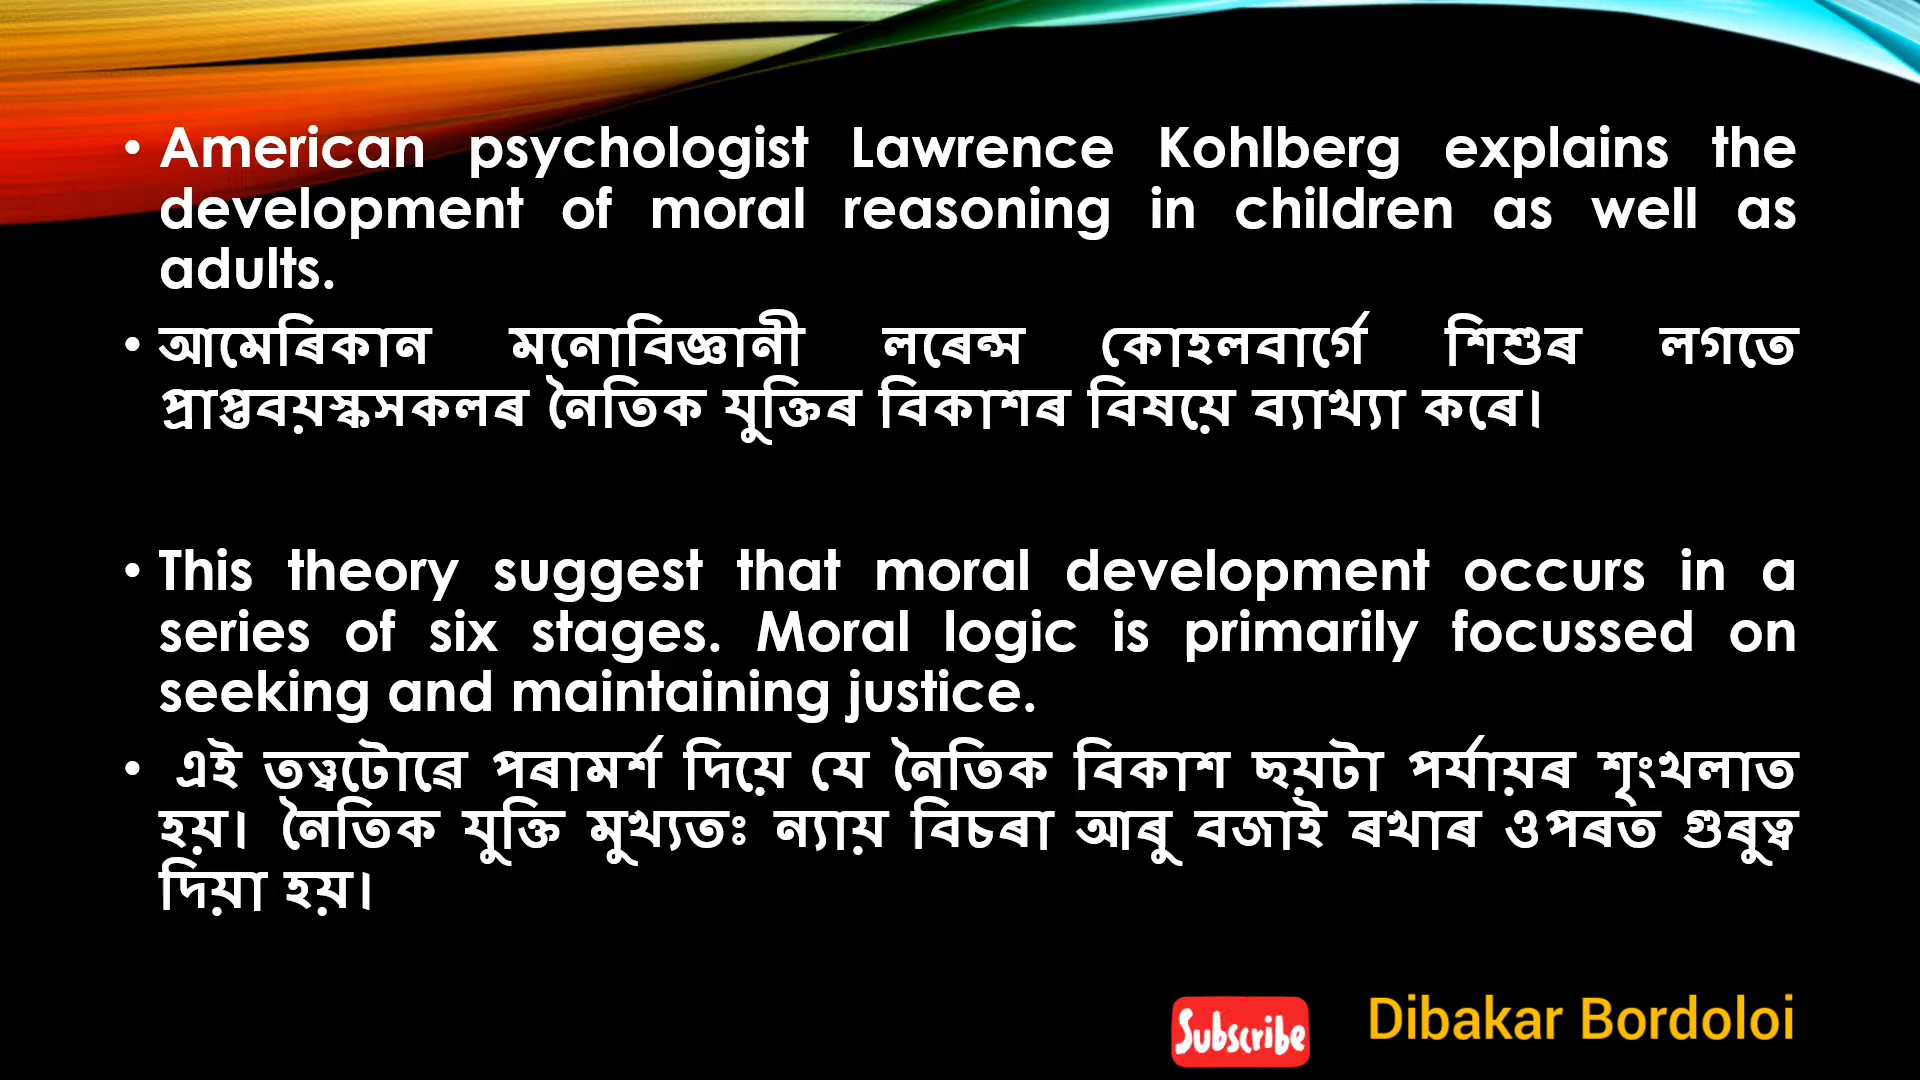 • American psychologist Lawrence Kohlberg explains the
development of moral reasoning in children as well as
adults.
• আমেৰিকান মনোবিজ্ঞানী লৰেন্স কোহলবাৰ্গে শিশুৰ লগতে
প্ৰাপ্তবয়স্কসকলৰ নৈতিক যুক্তিৰ বিকাশৰ বিষয়ে ব্যাখ্যা কৰে।
• This theory suggest that moral development occurs in a
series of six stages. Moral logic is primarily focussed on
seeking and maintaining justice.
• এই তত্ত্বটোৱে পৰামৰ্শ দিয়ে যে নৈতিক বিকাশ ছয়টা পৰ্যায়ৰ শৃংখলাত
হয়। নৈতিক যুক্তি মুখ্যতঃ ন্যায় বিচৰা আৰু বজাই ৰখাৰ ওপৰত গুৰুত্ব
দিয়া হয়।
Subscribe
Dibakar Bordoloi